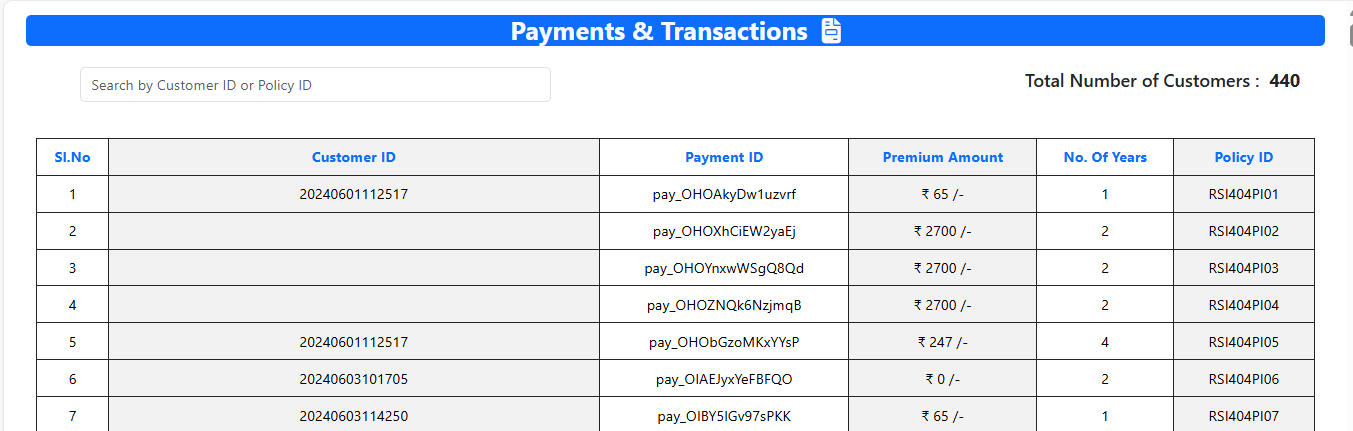 Payments & Transactions
Search by Customer ID or Policy ID
Total Number of Customers : 440
Sl.No Customer ID Payment ID Premium Amount No. Of Years Policy ID
1 20240601112517 pay_OHOAkyDw1uzvrf ₹ 65 /- 1 RSI404PI01
2 pay_OHOXhCiEW2yaEj ₹ 2700 /- 2 RSI404PI02
3 pay_OHOYnxwWSgQ8Qd ₹ 2700 /- 2 RSI404PI03
4 pay_OHOZNQk6NzjmqB ₹ 2700 /- 2 RSI404PI04
5 20240601112517 pay_OHObGzoMKxYYsP ₹ 247 /- 4 RSI404PI05
6 20240603101705 pay_OIAEJyxYeFBFQO ₹ 0 /- 2 RSI404PI06
7 20240603114250 pay_OIBY5IGv97sPKK ₹ 65 /- 1 RSI404PI07